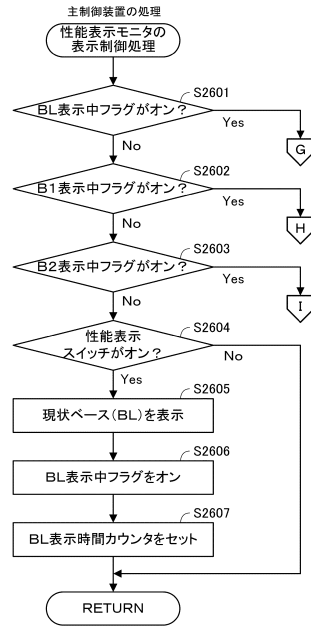 主制御装置の処理
性能表示モニタの
表示制御処理
S2601
BL表示中フラグがオン?
Yes
G
No
S2602
B1表示中フラグがオン?
Yes
H
No
S2603
B2表示中フラグがオン?
Yes
I
No
S2604
性能表示
スイッチがオン?
No
Yes
S2605
現状ベース(BL)を表示
S2606
BL表示中フラグをオン
S2607
BL表示時間カウンタをセット
RETURN